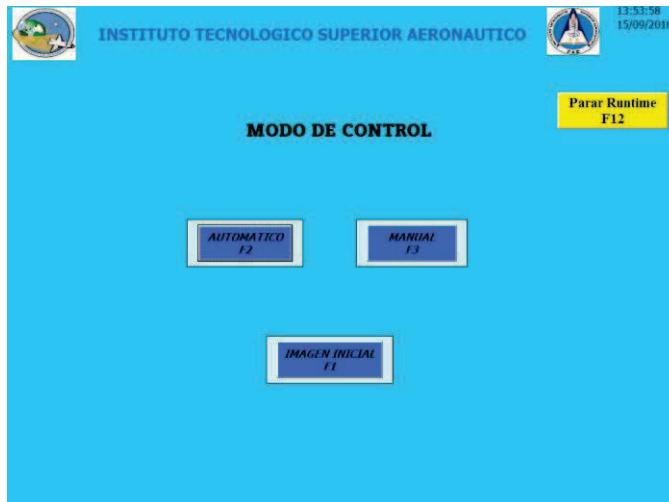 INSTITUTO TECNOLOGICO SUPERIOR AERONAUTICO
13:53:58
15/09/2010
Parar Runtime
F12
MODO DE CONTROL
AUTOMATICO
F2
MANUAL
F3
IMAGEN INICIAL
F1